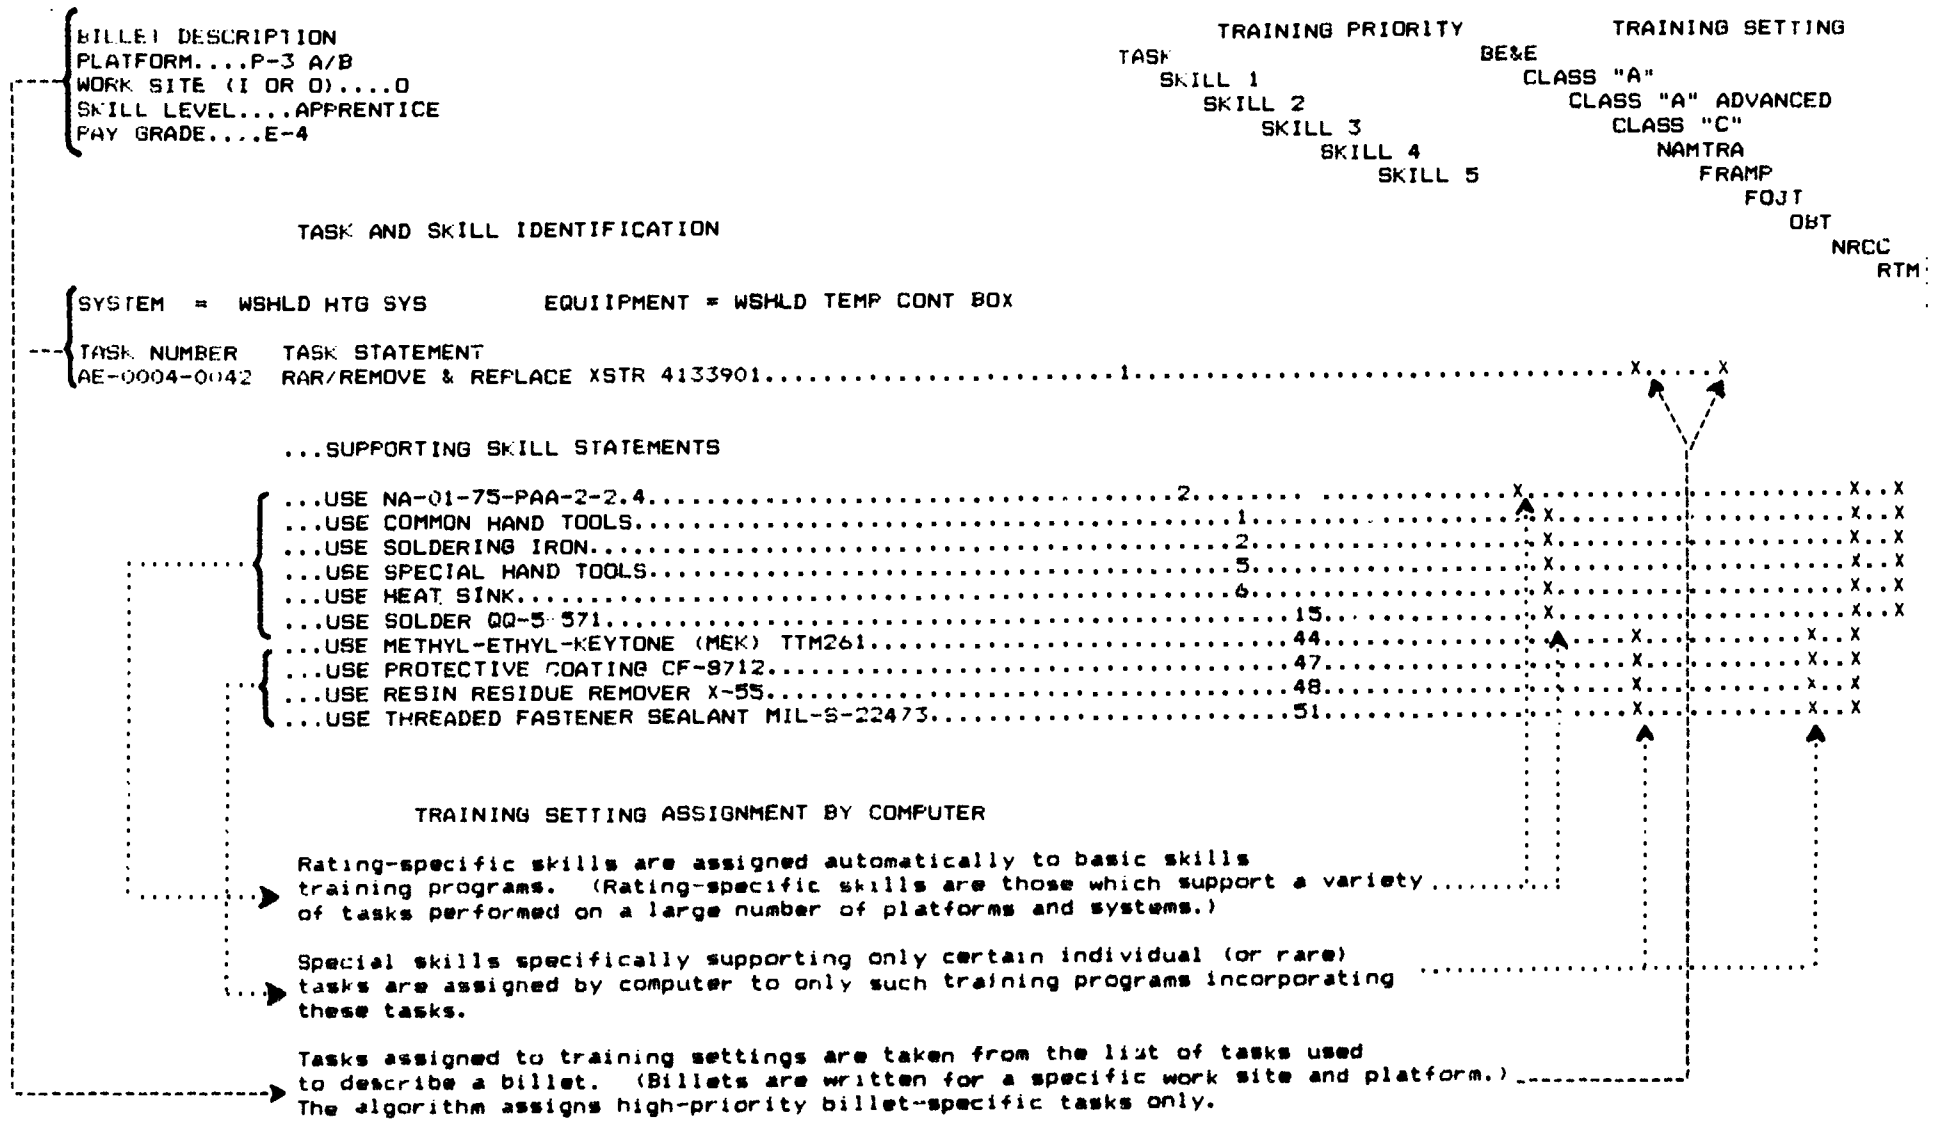 BILLET DESCRIPTION
PLATFORM....P-3 A/B
WORK SITE (I OR O)....O
SKILL LEVEL....APPRENTICE
PAY GRADE....E-4
TRAINING PRIORITY
TASK
SKILL 1
SKILL 2
SKILL 3
SKILL 4
SKILL 5
TRAINING SETTING
BE&E
CLASS "A"
CLASS "A" ADVANCED
CLASS "C"
NAMTRA
FRAMP
FOJT
OBT
NRCC
RTM
TASK AND SKILL IDENTIFICATION
SYSTEM = WSHLD HTG SYS EQUIIPMENT = WSHLD TEMP CONT BOX
TASK NUMBER TASK STATEMENT
AE-0004-0042 RAR/REMOVE & REPLACE XSTR 4133901...1...X.....X
...SUPPORTING SKILL STATEMENTS
...USE NA-01-75-PAA-2-2.4...2...X...X..X
...USE COMMON HAND TOOLS...1...X...X..X
...USE SOLDERING IRON...2...X...X..X
...USE SPECIAL HAND TOOLS...5...X...X..X
...USE HEAT SINK...6...X...X..X
...USE SOLDER QQ-5-571...15...X...X..X
...USE METHYL-ETHYL-KEYTONE (MEK) TTM261...44...X...X..X
...USE PROTECTIVE COATING CF-8712...47...X...X..X
...USE RESIN RESIDUE REMOVER X-55...48...X...X..X
...USE THREADED FASTENER SEALANT MIL-S-22473...51...X...X..X
TRAINING SETTING ASSIGNMENT BY COMPUTER
Rating-specific skills are assigned automatically to basic skills
training programs. (Rating-specific skills are those which support a variety
of tasks performed on a large number of platforms and systems.)
Special skills specifically supporting only certain individual (or rare)
tasks are assigned by computer to only such training programs incorporating
these tasks.
Tasks assigned to training settings are taken from the list of tasks used
to describe a billet. (Billets are written for a specific work site and platform.)
The algorithm assigns high-priority billet-specific tasks only.